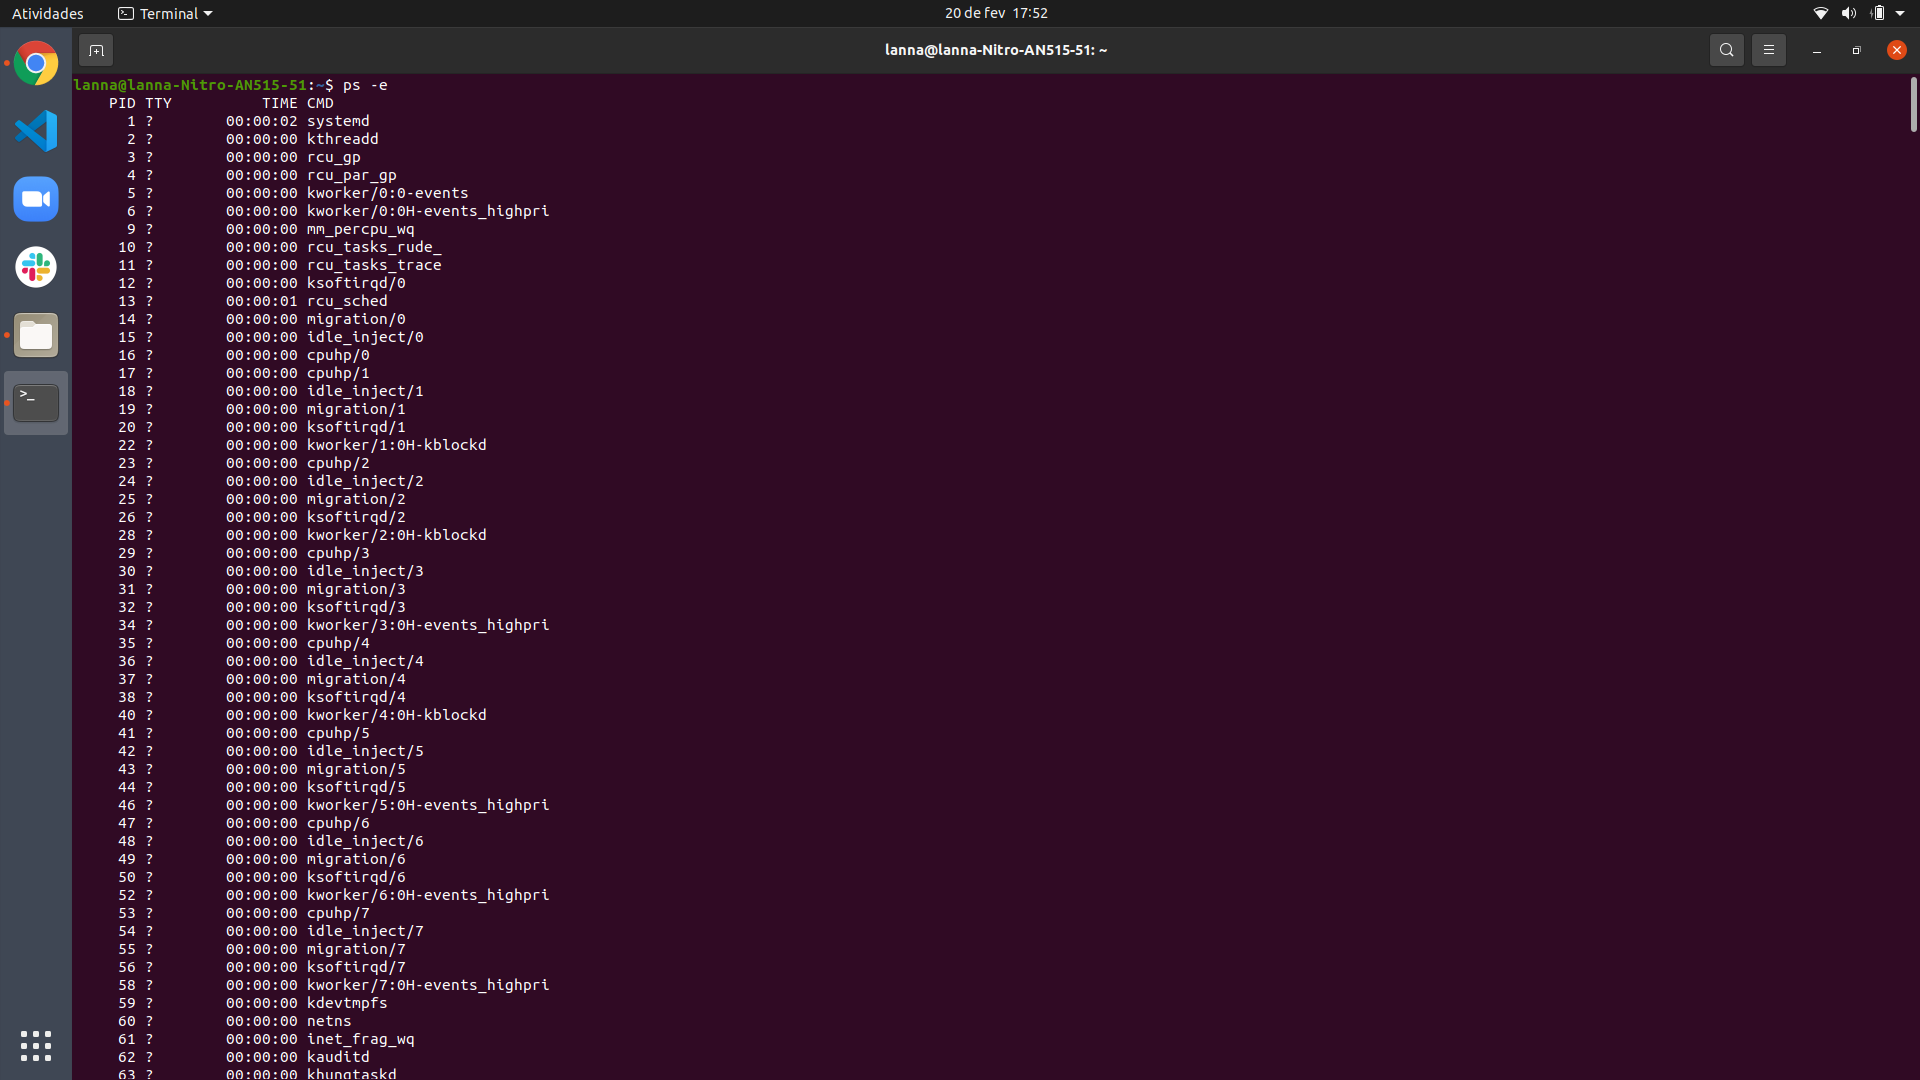 Atividades Terminal 20 de fev 17:52
lanna@lanna-Nitro-AN515-51: ~
lanna@lanna-Nitro-AN515-51:~$ ps -e
    PID TTY          TIME CMD
      1 ?        00:00:02 systemd
      2 ?        00:00:00 kthreadd
      3 ?        00:00:00 rcu_gp
      4 ?        00:00:00 rcu_par_gp
      5 ?        00:00:00 kworker/0:0-events
      6 ?        00:00:00 kworker/0:0H-events_highpri
      9 ?        00:00:00 mm_percpu_wq
     10 ?        00:00:00 rcu_tasks_rude_
     11 ?        00:00:00 rcu_tasks_trace
     12 ?        00:00:00 ksoftirqd/0
     13 ?        00:00:01 rcu_sched
     14 ?        00:00:00 migration/0
     15 ?        00:00:00 idle_inject/0
     16 ?        00:00:00 cpuhp/0
     17 ?        00:00:00 cpuhp/1
     18 ?        00:00:00 idle_inject/1
     19 ?        00:00:00 migration/1
     20 ?        00:00:00 ksoftirqd/1
     22 ?        00:00:00 kworker/1:0H-kblockd
     23 ?        00:00:00 cpuhp/2
     24 ?        00:00:00 idle_inject/2
     25 ?        00:00:00 migration/2
     26 ?        00:00:00 ksoftirqd/2
     28 ?        00:00:00 kworker/2:0H-kblockd
     29 ?        00:00:00 cpuhp/3
     30 ?        00:00:00 idle_inject/3
     31 ?        00:00:00 migration/3
     32 ?        00:00:00 ksoftirqd/3
     34 ?        00:00:00 kworker/3:0H-events_highpri
     35 ?        00:00:00 cpuhp/4
     36 ?        00:00:00 idle_inject/4
     37 ?        00:00:00 migration/4
     38 ?        00:00:00 ksoftirqd/4
     40 ?        00:00:00 kworker/4:0H-kblockd
     41 ?        00:00:00 cpuhp/5
     42 ?        00:00:00 idle_inject/5
     43 ?        00:00:00 migration/5
     44 ?        00:00:00 ksoftirqd/5
     46 ?        00:00:00 kworker/5:0H-events_highpri
     47 ?        00:00:00 cpuhp/6
     48 ?        00:00:00 idle_inject/6
     49 ?        00:00:00 migration/6
     50 ?        00:00:00 ksoftirqd/6
     52 ?        00:00:00 kworker/6:0H-events_highpri
     53 ?        00:00:00 cpuhp/7
     54 ?        00:00:00 idle_inject/7
     55 ?        00:00:00 migration/7
     56 ?        00:00:00 ksoftirqd/7
     58 ?        00:00:00 kworker/7:0H-events_highpri
     59 ?        00:00:00 kdevtmpfs
     60 ?        00:00:00 netns
     61 ?        00:00:00 inet_frag_wq
     62 ?        00:00:00 kauditd
     63 ?        00:00:00 khungtaskd